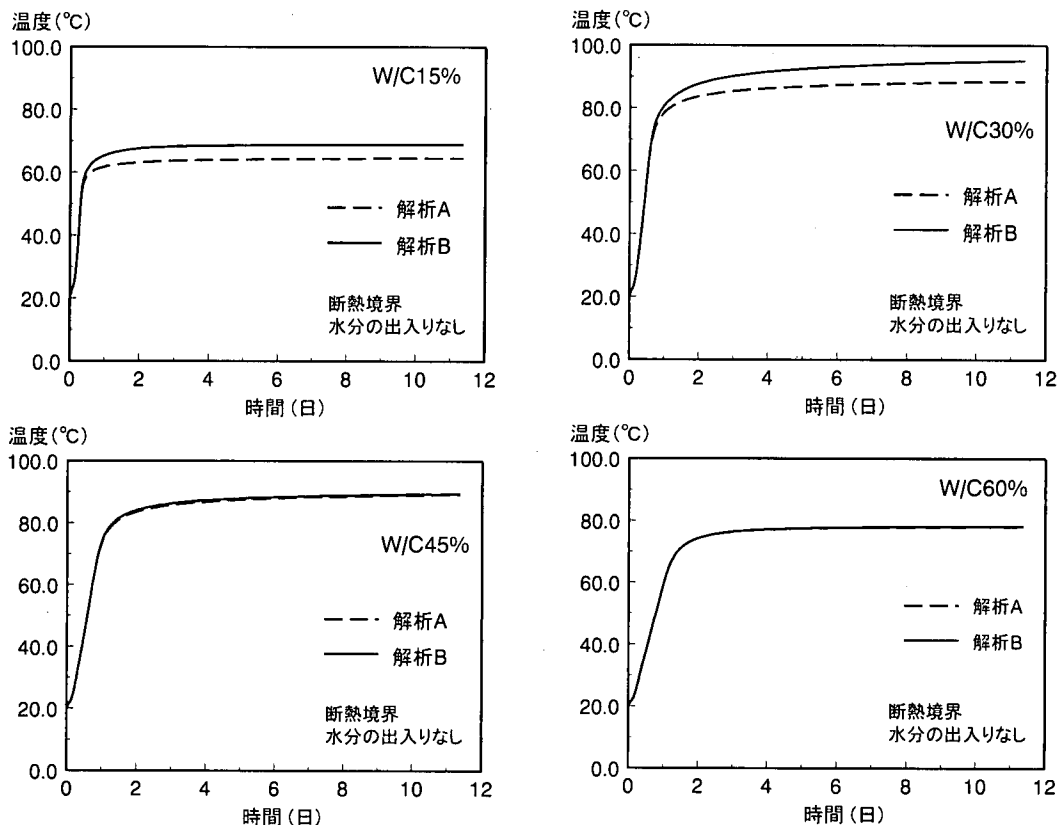 温度(℃)
100.0
80.0
60.0
40.0
20.0
0.0
W/C15%
解析A
解析B
断熱境界
水分の出入りなし
0 2 4 6 8 10 12
時間(日)
温度(℃)
100.0
80.0
60.0
40.0
20.0
0.0
W/C30%
解析A
解析B
断熱境界
水分の出入りなし
0 2 4 6 8 10 12
時間(日)
温度(℃)
100.0
80.0
60.0
40.0
20.0
0.0
W/C45%
解析A
解析B
断熱境界
水分の出入りなし
0 2 4 6 8 10 12
時間(日)
温度(℃)
100.0
80.0
60.0
40.0
20.0
0.0
W/C60%
解析A
解析B
断熱境界
水分の出入りなし
0 2 4 6 8 10 12
時間(日)